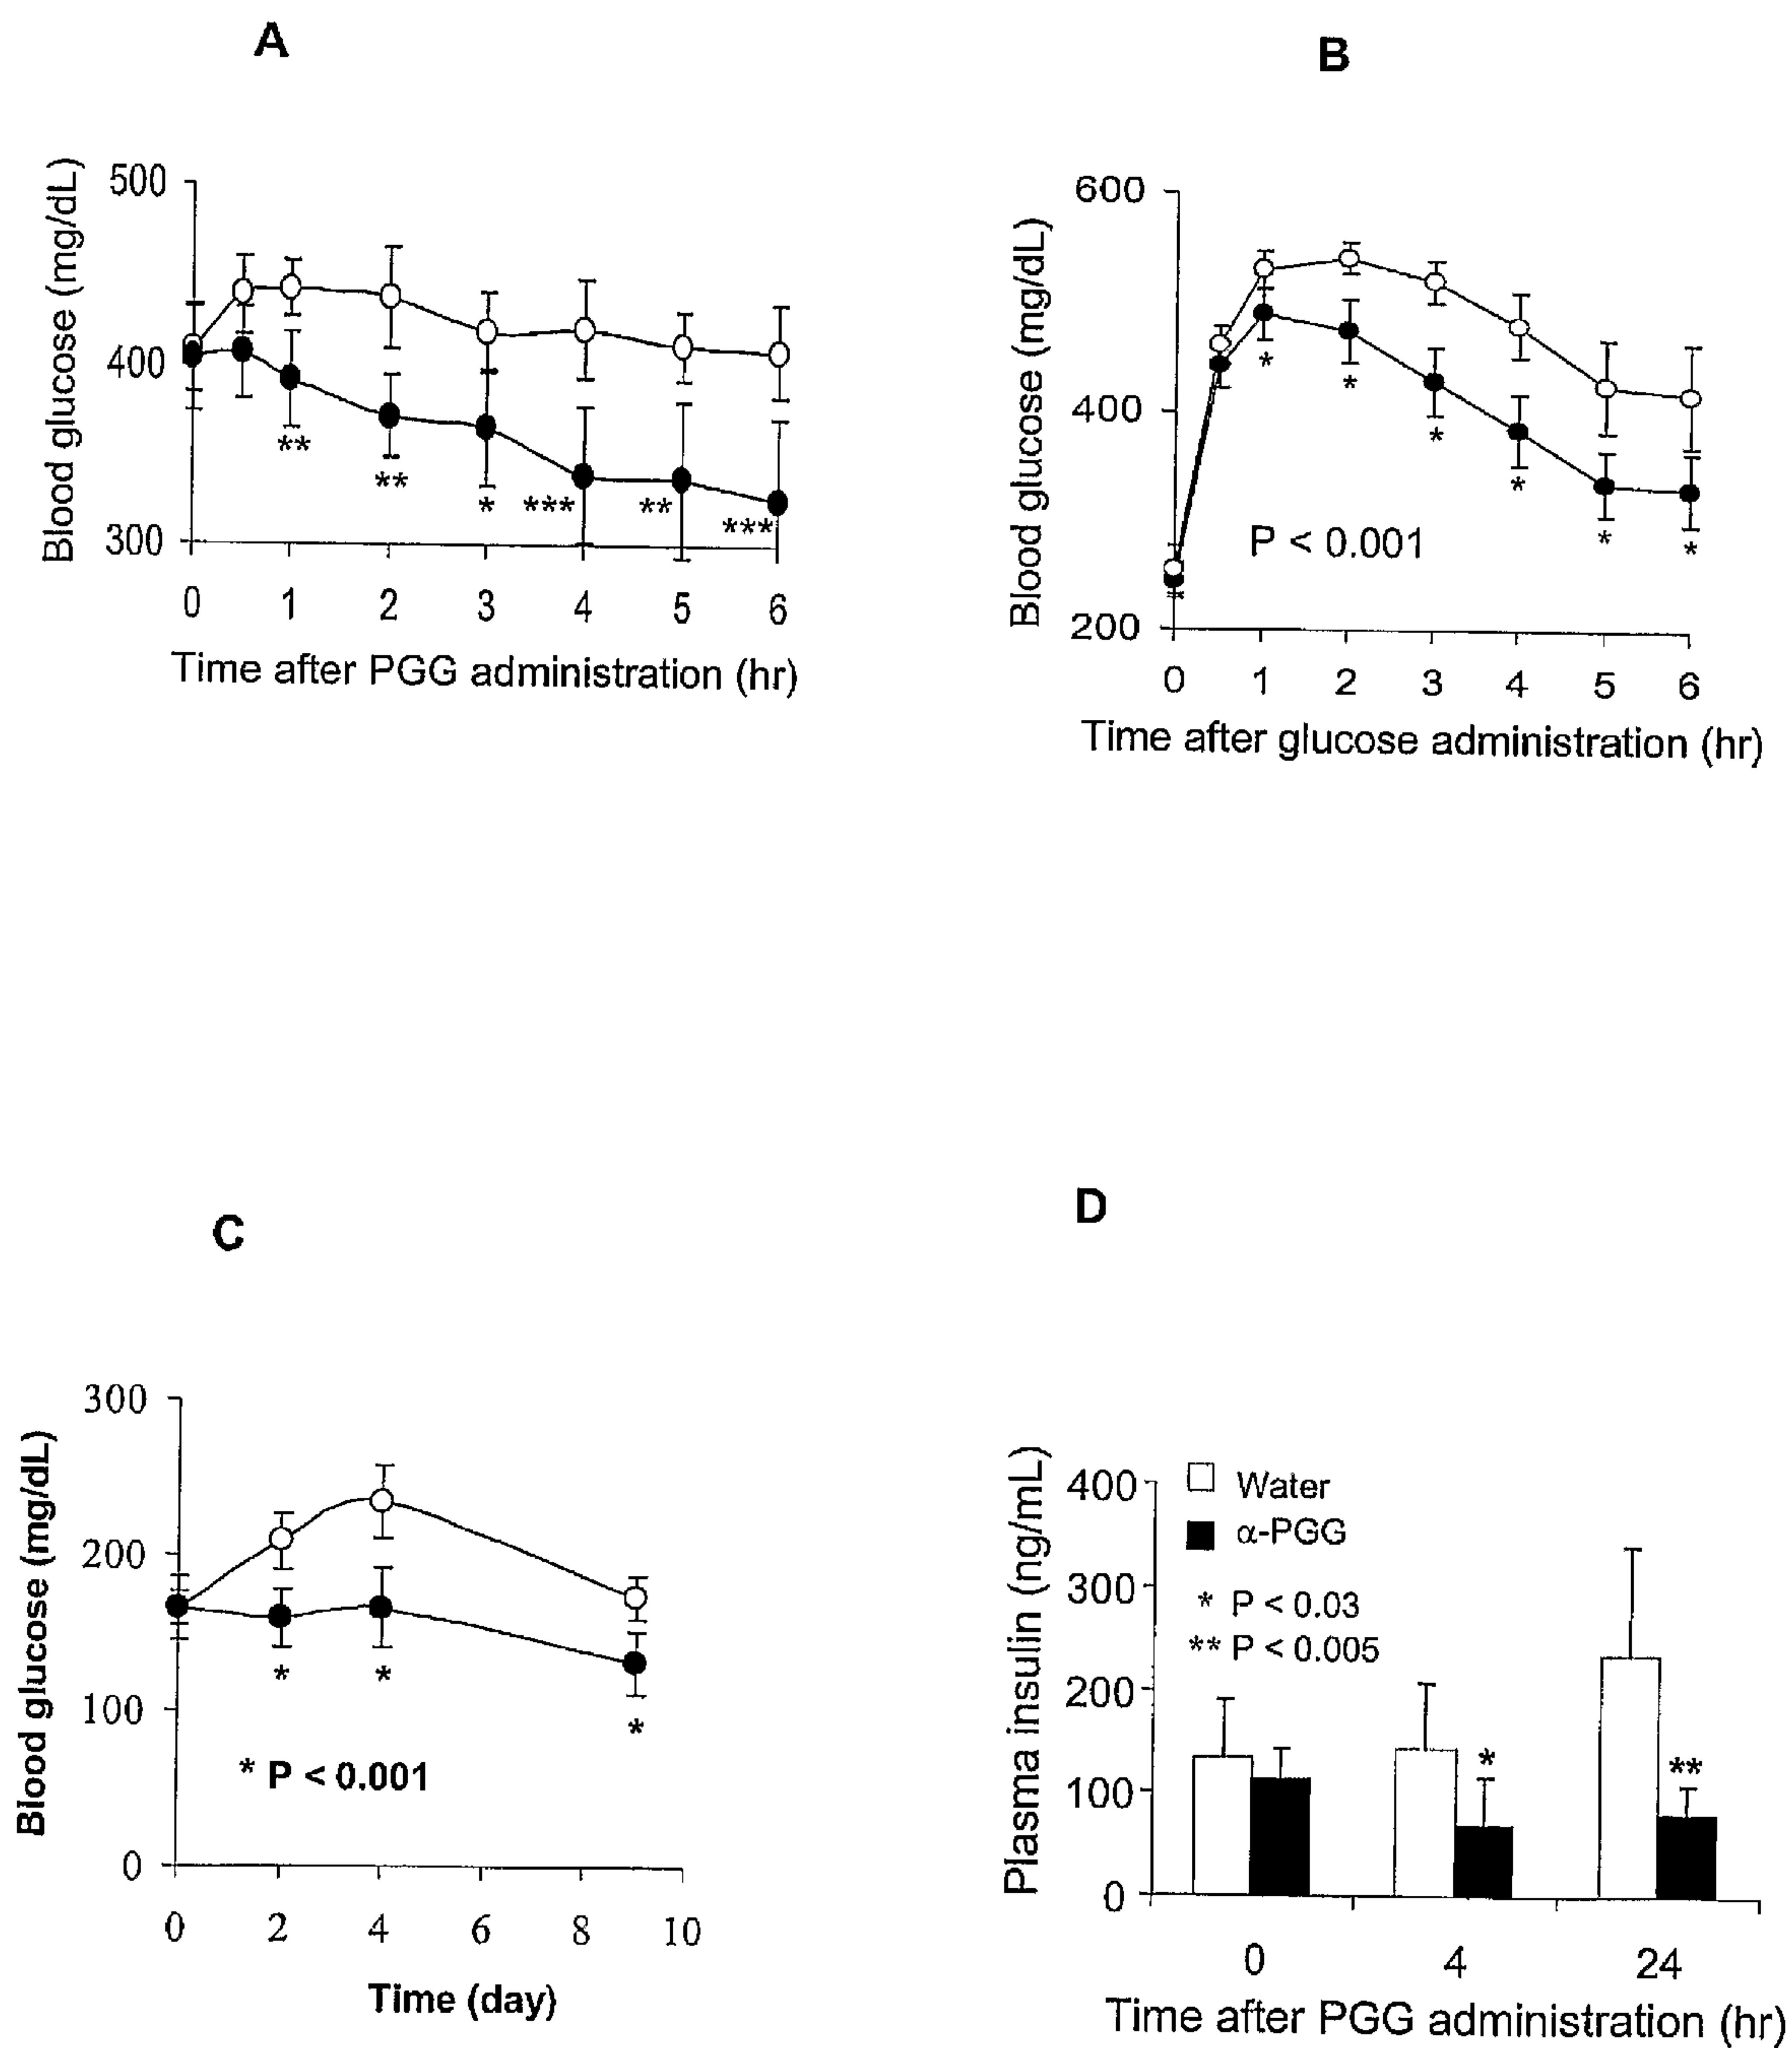 A
Blood glucose (mg/dL)
500
400
300
**
**
*
***
**
***
0 1 2 3 4 5 6
Time after PGG administration (hr)
B
Blood glucose (mg/dL)
600
400
200
*
*
*
*
*
*
P < 0.001
0 1 2 3 4 5 6
Time after glucose administration (hr)
C
Blood glucose (mg/dL)
300
200
100
0
*
*
*
* P < 0.001
0 2 4 6 8 10
Time (day)
D
Plasma insulin (ng/mL)
400
300
200
100
0
Water
α-PGG
* P < 0.03
** P < 0.005
*
**
0 4 24
Time after PGG administration (hr)